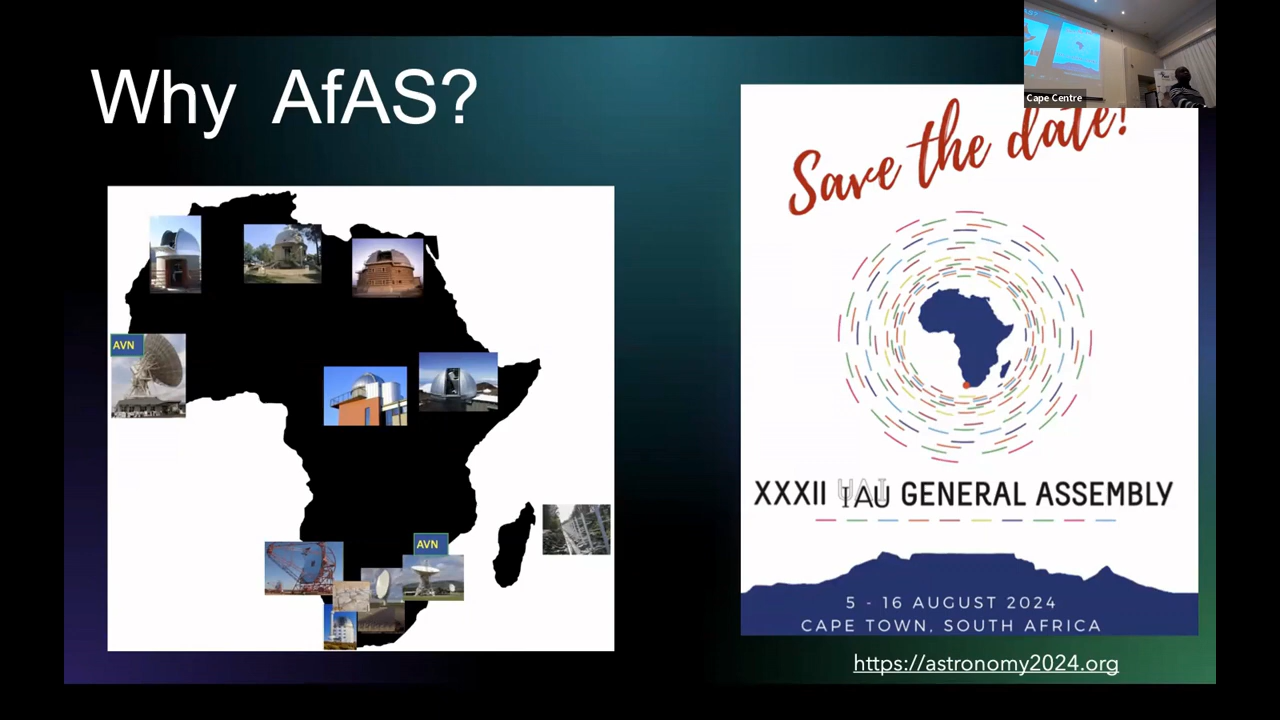 Why AfAS?
Cape Centre
AVN
AVN
Save the date!
XXXII IAU GENERAL ASSEMBLY
5 - 16 AUGUST 2024
CAPE TOWN, SOUTH AFRICA
https://astronomy2024.org